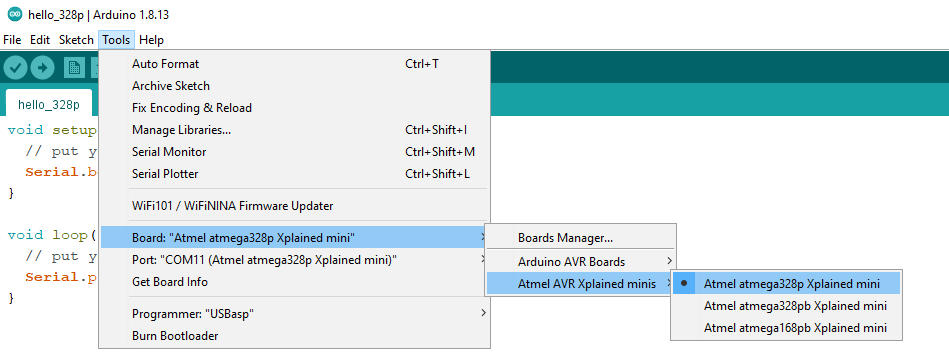 hello_328p | Arduino 1.8.13
File Edit Sketch Tools Help
Auto Format Ctrl+T
Archive Sketch
hello_328p
Fix Encoding & Reload
Manage Libraries... Ctrl+Shift+I
void setup
Serial Monitor Ctrl+Shift+M
// put y
Serial Plotter Ctrl+Shift+L
Serial.b
}
WiFi101 / WiFiNINA Firmware Updater
void loop(
Board: "Atmel atmega328p Xplained mini"
Boards Manager...
// put y
Port: "COM11 (Atmel atmega328p Xplained mini)"
Arduino AVR Boards
Serial.p
Get Board Info
Atmel AVR Xplained minis
Atmel atmega328p Xplained mini
}
Atmel atmega328pb Xplained mini
Programmer: "USBasp"
Atmel atmega168pb Xplained mini
Burn Bootloader